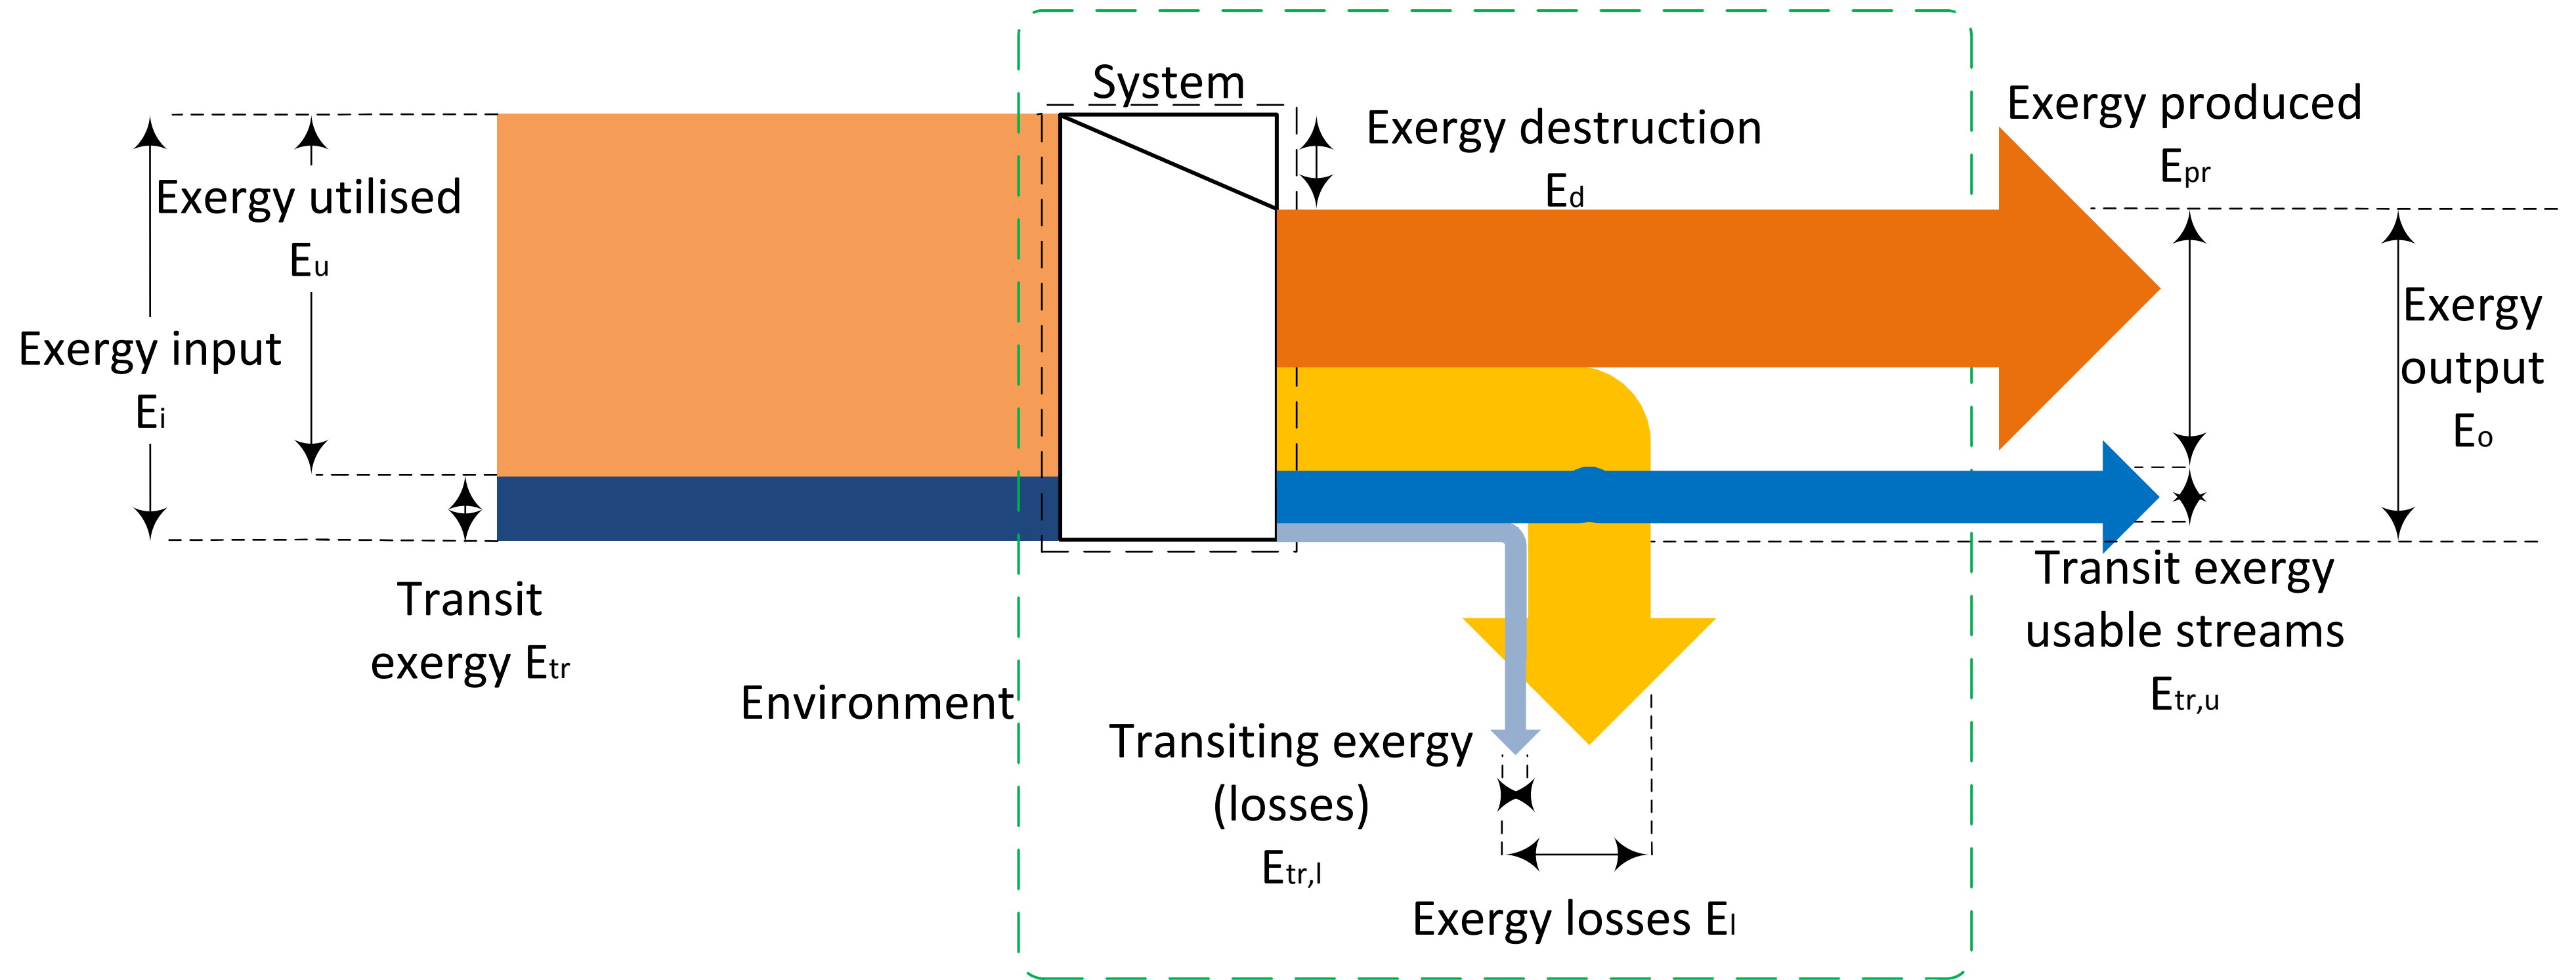 System
Exergy produced
Epr
Exergy destruction
Ed
Exergy utilised
Eu
Exergy input
Ei
Exergy
output
Eo
Transit
exergy Etr
Transit exergy
usable streams
Etr,u
Environment
Transiting exergy
(losses)
Etr,l
Exergy losses El